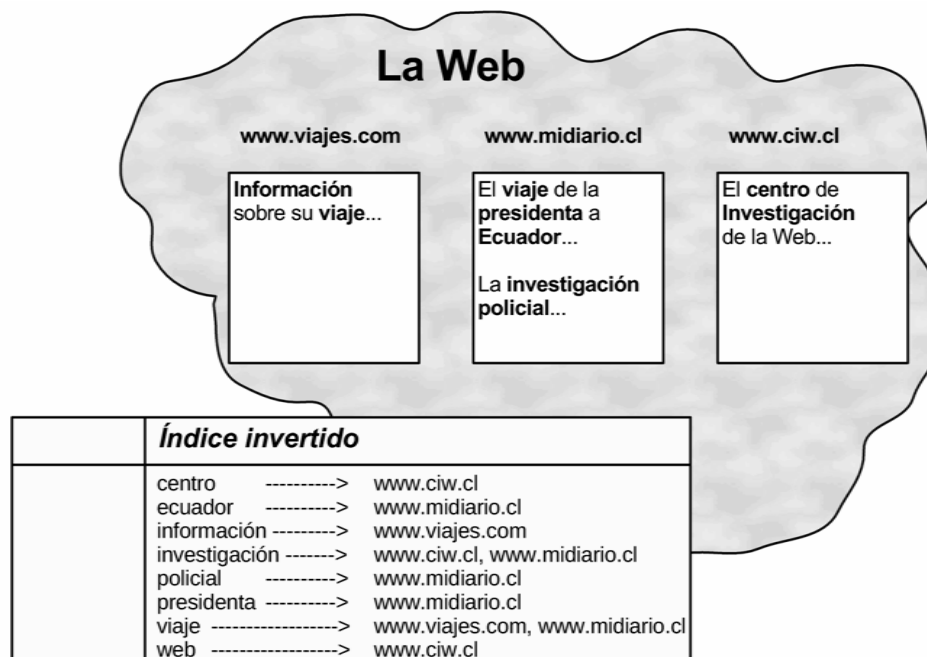 La Web
www.viajes.com
Información
sobre su viaje...
www.midiario.cl
El viaje de la
presidenta a
Ecuador...
La investigación
policial...
www.ciw.cl
El centro de
Investigación
de la Web...
Índice invertido
centro ----------> www.ciw.cl
ecuador ----------> www.midiario.cl
información ----------> www.viajes.com
investigación -------> www.ciw.cl, www.midiario.cl
policial ----------> www.midiario.cl
presidenta ----------> www.midiario.cl
viaje ------------------> www.viajes.com, www.midiario.cl
web ------------------> www.ciw.cl